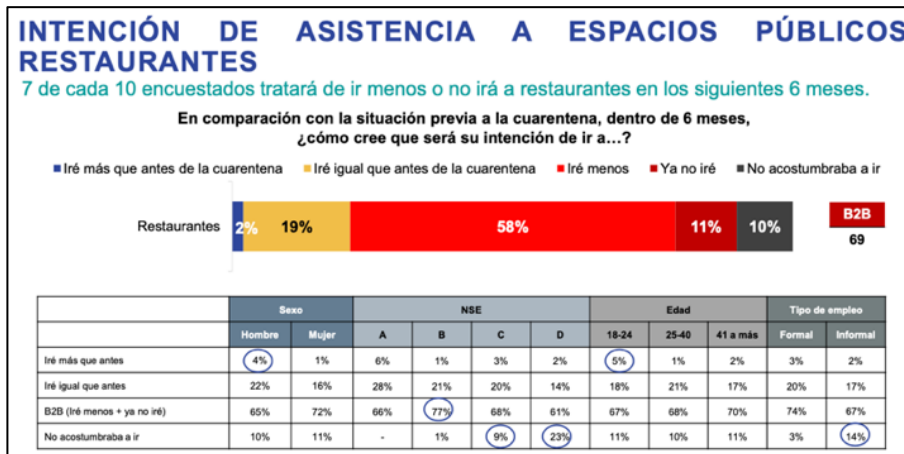 INTENCIÓN DE ASISTENCIA A ESPACIOS PÚBLICOS
RESTAURANTES
7 de cada 10 encuestados tratará de ir menos o no irá a restaurantes en los siguientes 6 meses.
En comparación con la situación previa a la cuarentena, dentro de 6 meses,
¿cómo cree que será su intención de ir a…?
Iré más que antes de la cuarentena Iré igual que antes de la cuarentena Iré menos Ya no iré No acostumbraba a ir
Restaurantes 2% 19% 58% 11% 10% B2B
69
Sexo NSE Edad Tipo de empleo
Hombre Mujer A B C D 18-24 25-40 41 a más Formal Informal
Iré más que antes 4% 1% 6% 1% 3% 2% 5% 1% 2% 3% 2%
Iré igual que antes 22% 16% 28% 21% 20% 14% 18% 21% 17% 20% 17%
B2B (Iré menos + ya no iré) 65% 72% 66% 77% 68% 61% 67% 68% 70% 74% 67%
No acostumbraba a ir 10% 11% - 1% 9% 23% 11% 10% 11% 3% 14%